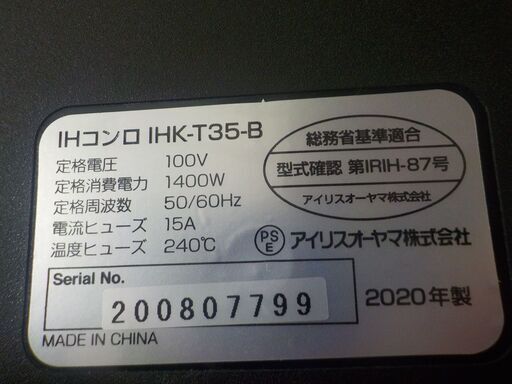 IHコンロ IHK-T35-B
定格電圧 100V
定格消費電力 1400W
定格周波数 50/60Hz
電流ヒューズ 15A
温度ヒューズ 240℃
総務省基準適合
型式確認 第IRIH-87号
アイリスオーヤマ株式会社
PSE アイリスオーヤマ株式会社
Serial No.
200807799
2020年製
MADE IN CHINA